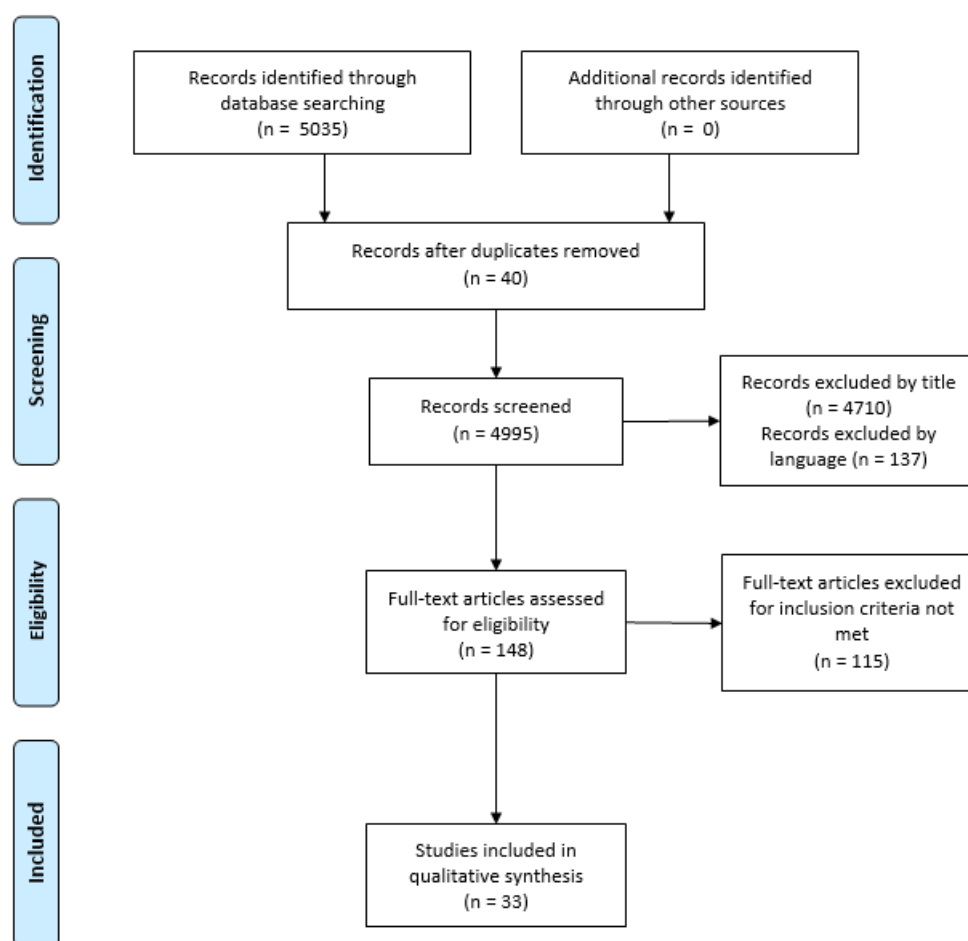 Identification
Records identified through
database searching
(n =  5035)
Additional records identified
through other sources
(n =  0)
Records after duplicates removed
(n = 40)
Screening
Records screened
(n = 4995)
Records excluded by title
(n = 4710)
Records excluded by
language (n = 137)
Eligibility
Full-text articles assessed
for eligibility
(n = 148)
Full-text articles excluded
for inclusion criteria not
met
(n = 115)
Included
Studies included in
qualitative synthesis
(n = 33)